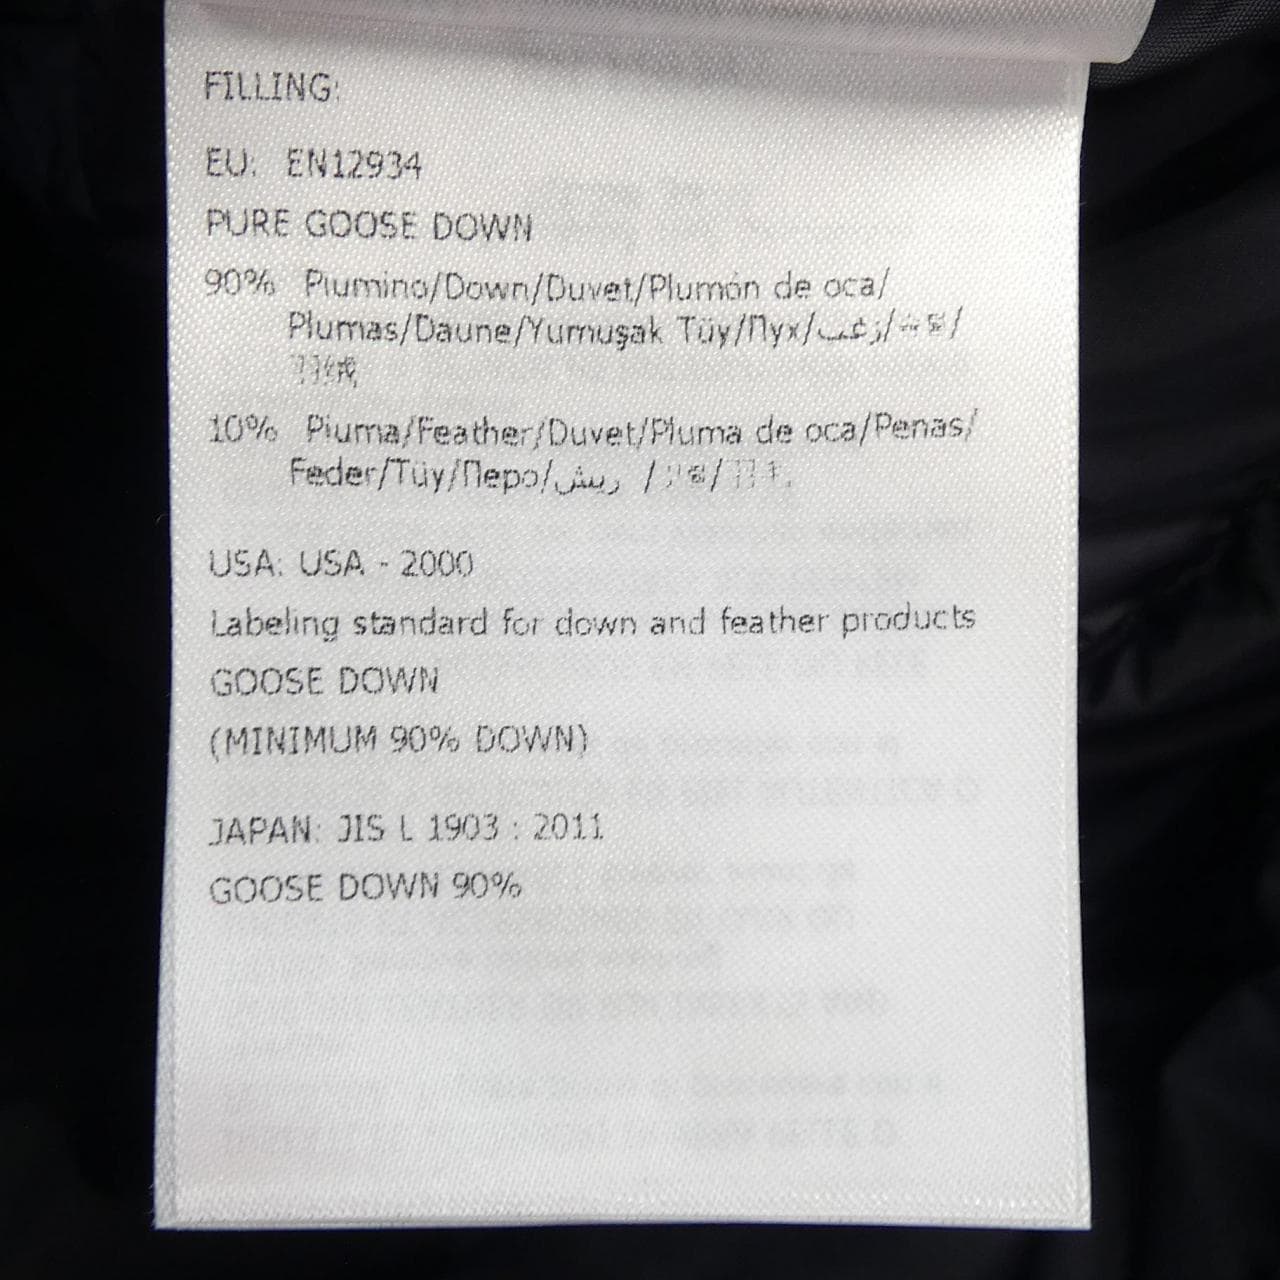 FILLING:
EU: EN12934
PURE GOOSE DOWN
90% Piumino/Down/Duvet/Plumón de oca/
Plumas/Daune/Yumuşak Tüy/Пух/زغب/
10% Piuma/Feather/Duvet/Pluma de oca/Penas/
Feder/Tüy/Перо/ريش /
USA: USA - 2000
Labeling standard for down and feather products
GOOSE DOWN
(MINIMUM 90% DOWN)
JAPAN: JIS L 1903 : 2011
GOOSE DOWN 90%